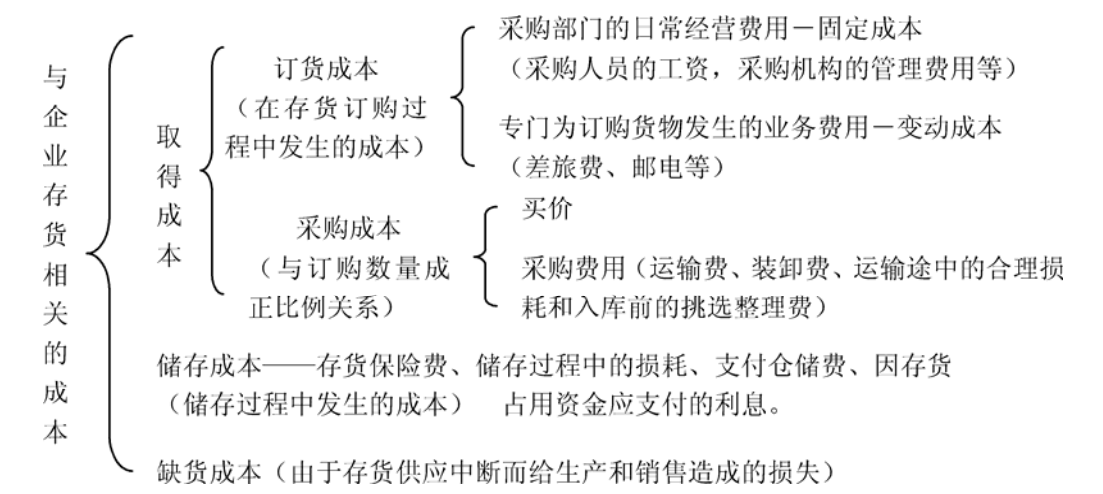 与企业存货相关的成本
取得成本
订货成本
（在存货订购过
程中发生的成本）
采购部门的日常经营费用－固定成本
（采购人员的工资，采购机构的管理费用等）
专门为订购货物发生的业务费用－变动成本
（差旅费、邮电等）
采购成本
（与订购数量成
正比例关系）
买价
采购费用（运输费、装卸费、运输途中的合理损
耗和入库前的挑选整理费）
储存成本——存货保险费、储存过程中的损耗、支付仓储费、因存货
（储存过程中发生的成本） 占用资金应支付的利息。
缺货成本（由于存货供应中断而给生产和销售造成的损失）